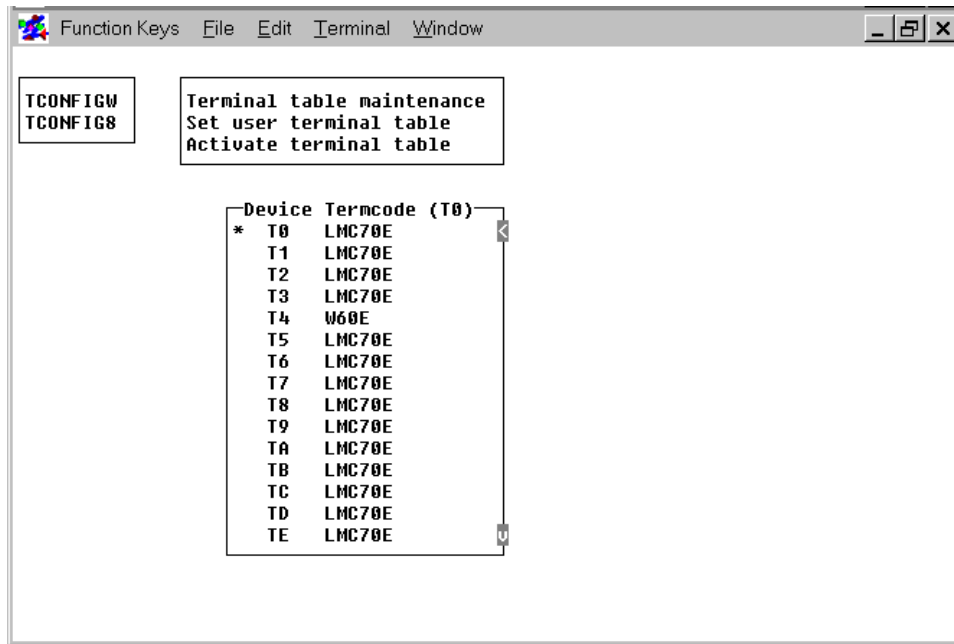 Function Keys File Edit Terminal Window
TCONFIGW
TCONFIG8
Terminal table maintenance
Set user terminal table
Activate terminal table
Device Termcode (T0)
* T0 LMC70E
T1 LMC70E
T2 LMC70E
T3 LMC70E
T4 W60E
T5 LMC70E
T6 LMC70E
T7 LMC70E
T8 LMC70E
T9 LMC70E
TA LMC70E
TB LMC70E
TC LMC70E
TD LMC70E
TE LMC70E